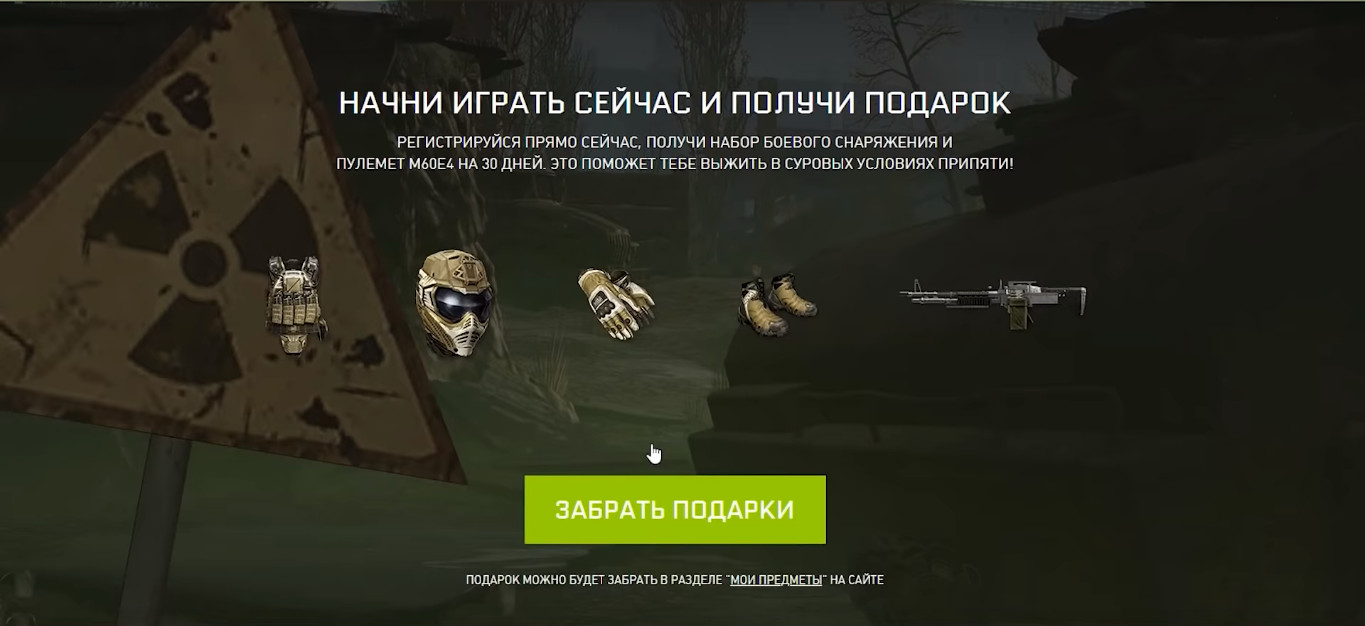 НАЧНИ ИГРАТЬ СЕЙЧАС И ПОЛУЧИ ПОДАРОК
РЕГИСТРИРУЙСЯ ПРЯМО СЕЙЧАС, ПОЛУЧИ НАБОР БОЕВОГО СНАРЯЖЕНИЯ И
ПУЛЕМЕТ M60E4 НА 30 ДНЕЙ. ЭТО ПОМОЖЕТ ТЕБЕ ВЫЖИТЬ В СУРОВЫХ УСЛОВИЯХ ПРИПЯТИ!
ЗАБРАТЬ ПОДАРКИ
ПОДАРОК МОЖНО БУДЕТ ЗАБРАТЬ В РАЗДЕЛЕ "МОИ ПРЕДМЕТЫ" НА САЙТЕ